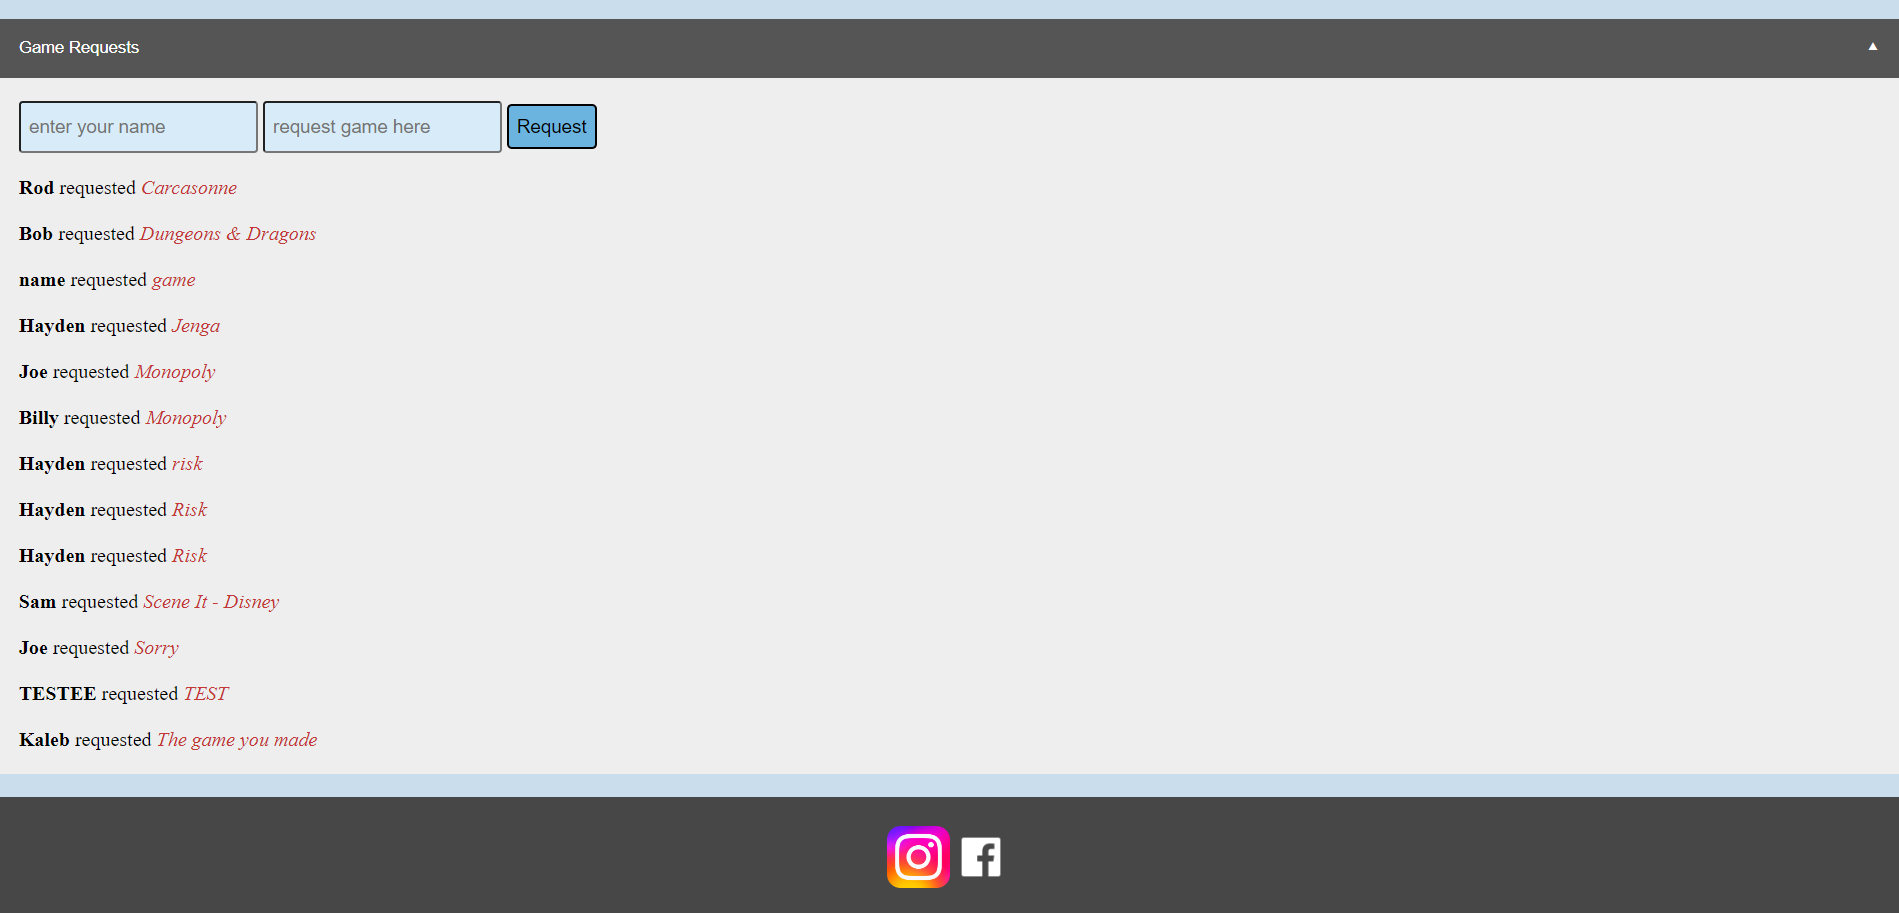 Game Requests ▲
enter your name request game here Request
Rod requested Carcasonne
Bob requested Dungeons & Dragons
name requested game
Hayden requested Jenga
Joe requested Monopoly
Billy requested Monopoly
Hayden requested risk
Hayden requested Risk
Hayden requested Risk
Sam requested Scene It - Disney
Joe requested Sorry
TESTEE requested TEST
Kaleb requested The game you made